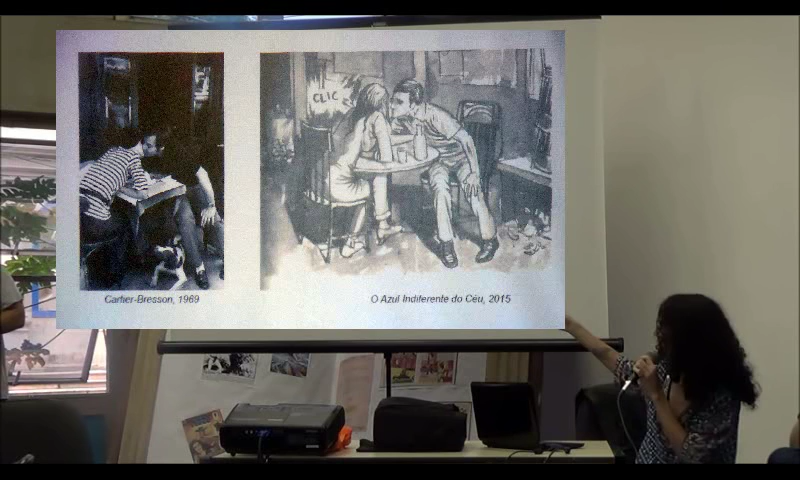 CLIC
Cartier-Bresson, 1969
O Azul Indiferente do Céu, 2015